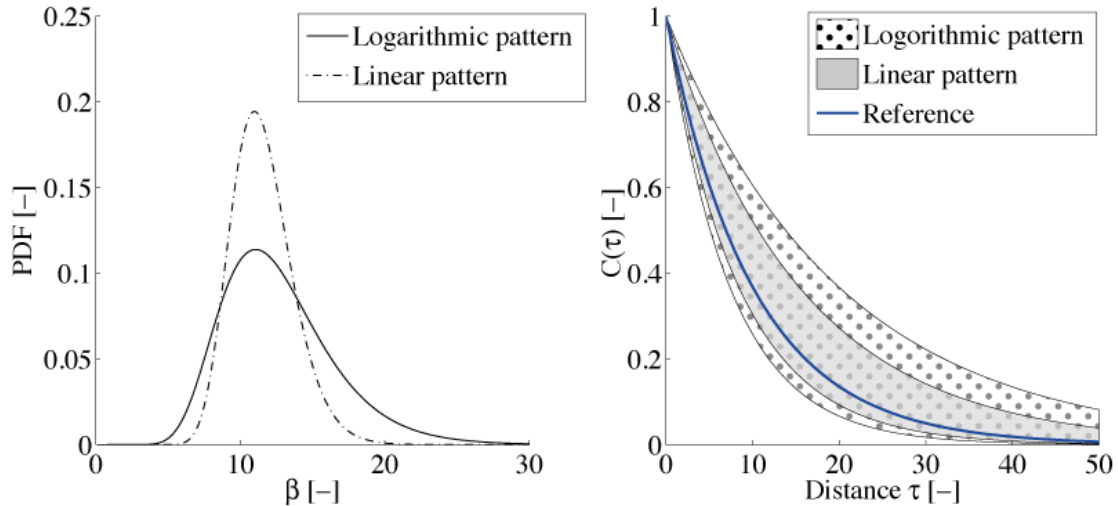 0.25
0.2
0.15
0.1
0.05
0
PDF [–]
Logarithmic pattern
Linear pattern
0 10 20 30
β [–]
1
0.8
0.6
0.4
0.2
0
C(τ) [–]
Logorithmic pattern
Linear pattern
Reference
0 10 20 30 40 50
Distance τ [–]